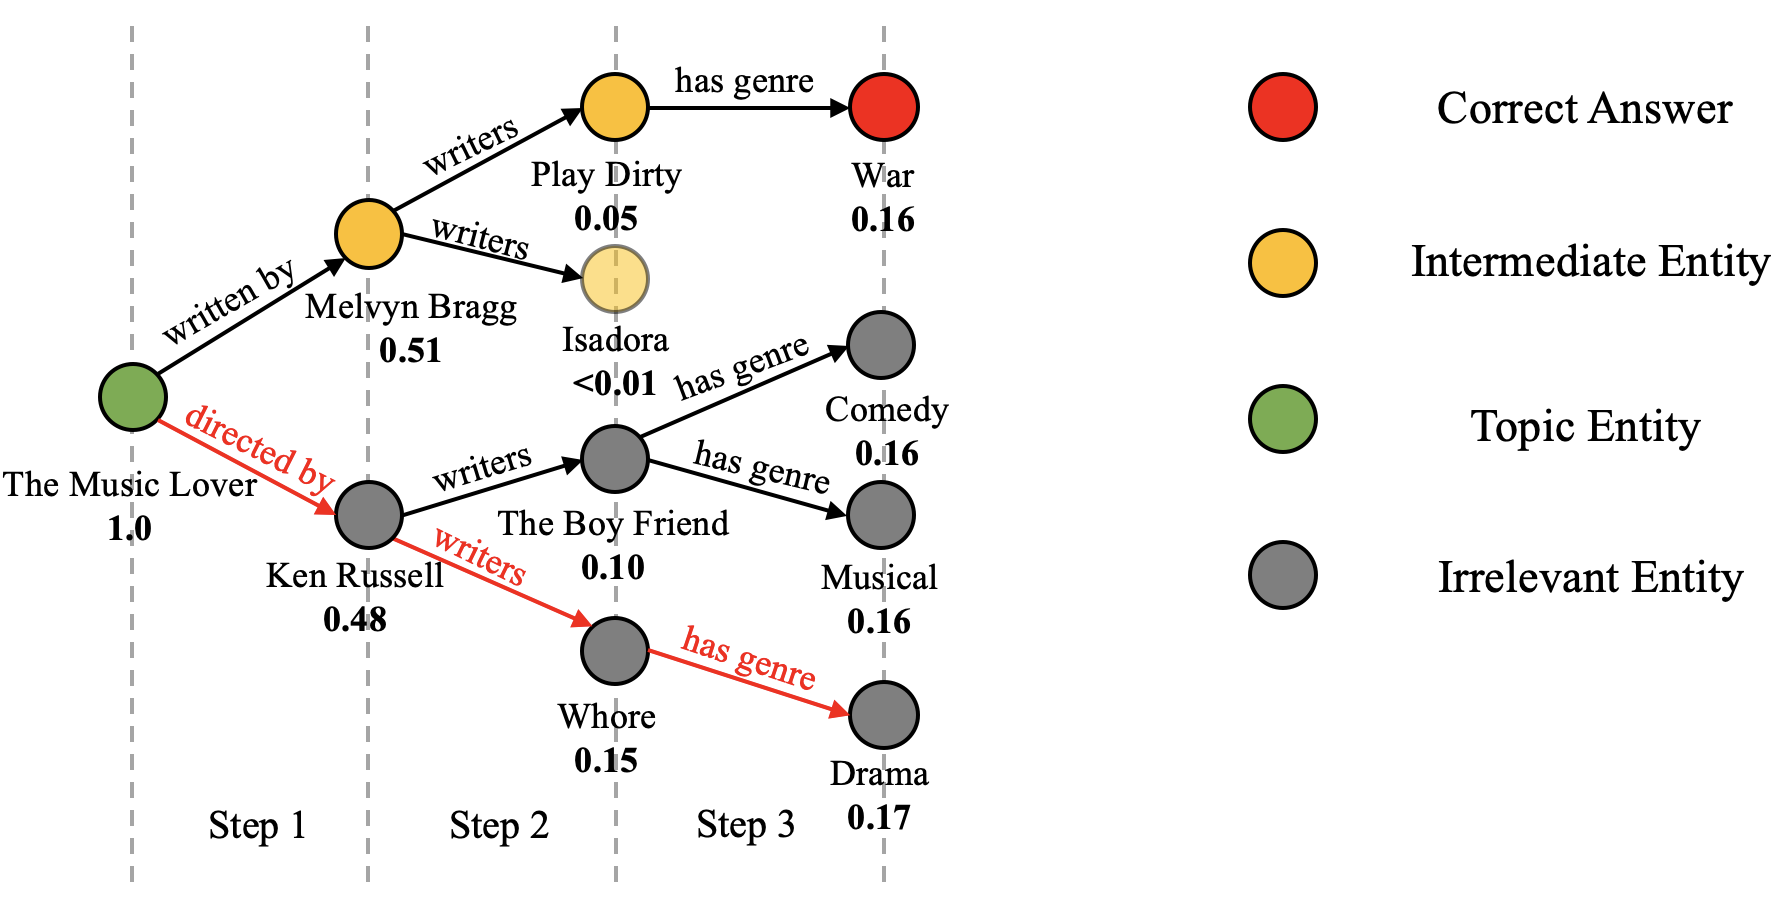 has genre
Correct Answer
writers
Play Dirty
0.05
War
0.16
writers
Intermediate Entity
written by
Melvyn Bragg
0.51
Isadora
<0.01
has genre
Comedy
0.16
Topic Entity
directed by
The Music Lover
1.0
writers
has genre
The Boy Friend
0.10
Musical
0.16
Irrelevant Entity
Ken Russell
0.48
writers
has genre
Whore
0.15
Drama
0.17
Step 1
Step 2
Step 3